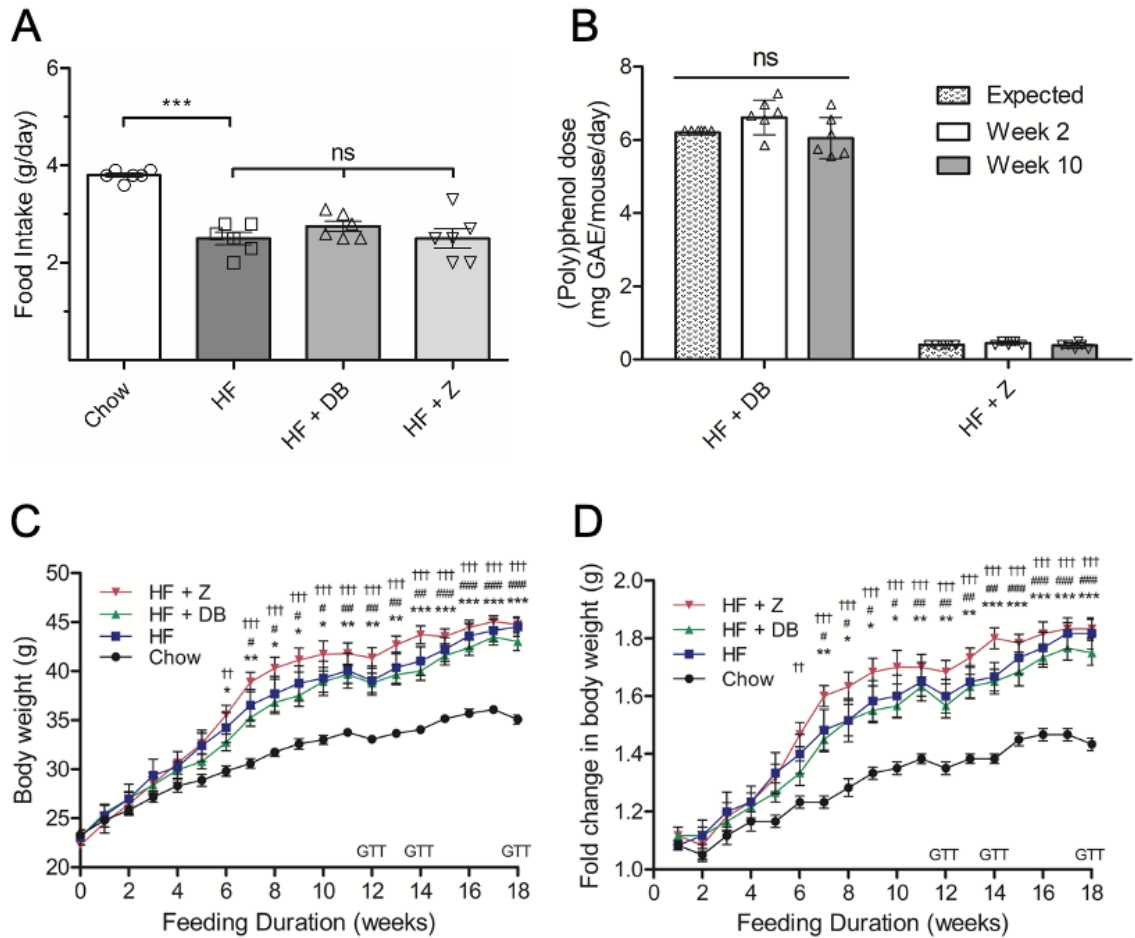 A
Food Intake (g/day)
6
4
2
***
ns
Chow
HF
HF + DB
HF + Z
B
(Poly)phenol dose
(mg GAE/mouse/day)
8
6
4
2
0
ns
Expected
Week 2
Week 10
HF + DB
HF + Z
C
Body weight (g)
50
45
40
35
30
25
20
HF + Z
HF + DB
HF
Chow
†† ††† ††† ††† ††† ††† ††† ††† ††† ††† ††† ††† †††
# # # # ## ## ## ## ### ### ### ###
* ** * * * ** ** ** *** *** *** *** ***
GTT GTT GTT
0 2 4 6 8 10 12 14 16 18
Feeding Duration (weeks)
D
Fold change in body weight (g)
2.0
1.8
1.6
1.4
1.2
1.0
HF + Z
HF + DB
HF
Chow
†† ††† ††† ††† ††† ††† ††† ††† ††† ††† ††† ††† †††
# # # # ## ## ## ## ### ### ### ###
** * * * ** ** ** *** *** *** *** ***
GTT GTT GTT
0 2 4 6 8 10 12 14 16 18
Feeding Duration (weeks)